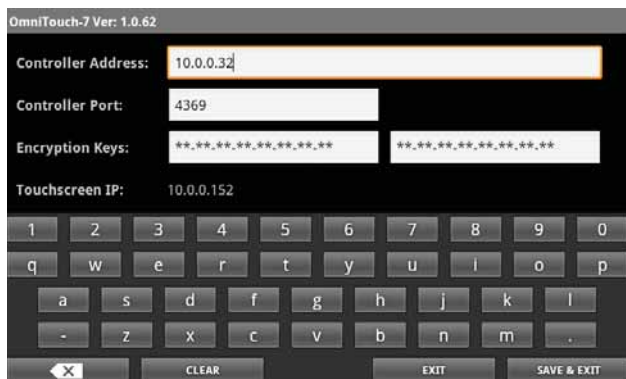 OmniTouch-7 Ver: 1.0.62
Controller Address: 10.0.0.32
Controller Port: 4369
Encryption Keys: **-**-**-**-**-**-**-** **-**-**-**-**-**-**-**
Touchscreen IP: 10.0.0.152
1 2 3 4 5 6 7 8 9 0
q w e r t y u i o p
a s d f g h j k l
- z x c v b n m .
CLEAR EXIT SAVE & EXIT